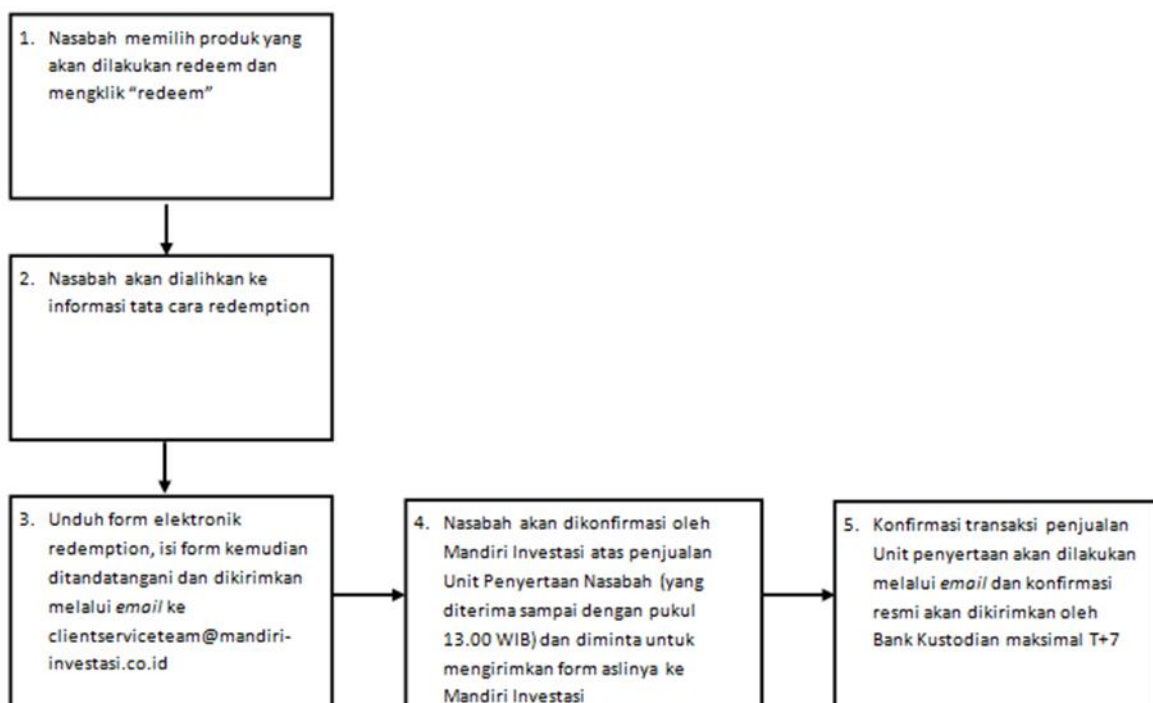 1. Nasabah memilih produk yang
akan dilakukan redeem dan
mengklik “redeem”
2. Nasabah akan dialihkan ke
informasi tata cara redemption
3. Unduh form elektronik
redemption, isi form kemudian
ditandatangani dan dikirimkan
melalui email ke
clientserviceteam@mandiri-
investasi.co.id
4. Nasabah akan dikonfirmasi oleh
Mandiri Investasi atas penjualan
Unit Penyertaan Nasabah (yang
diterima sampai dengan pukul
13.00 WIB) dan diminta untuk
mengirimkan form aslinya ke
Mandiri Investasi
5. Konfirmasi transaksi penjualan
Unit penyertaan akan dilakukan
melalui email dan konfirmasi
resmi akan dikirimkan oleh
Bank Kustodian maksimal T+7